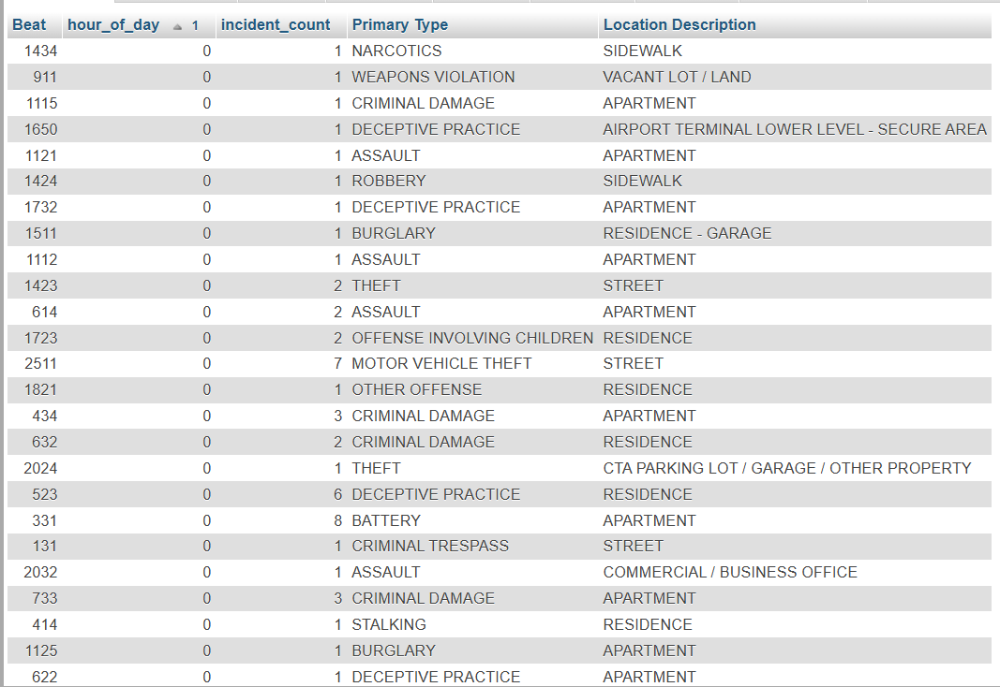 Beat hour_of_day 1 incident_count Primary Type Location Description
1434 0 1 NARCOTICS SIDEWALK
911 0 1 WEAPONS VIOLATION VACANT LOT / LAND
1115 0 1 CRIMINAL DAMAGE APARTMENT
1650 0 1 DECEPTIVE PRACTICE AIRPORT TERMINAL LOWER LEVEL - SECURE AREA
1121 0 1 ASSAULT APARTMENT
1424 0 1 ROBBERY SIDEWALK
1732 0 1 DECEPTIVE PRACTICE APARTMENT
1511 0 1 BURGLARY RESIDENCE - GARAGE
1112 0 1 ASSAULT APARTMENT
1423 0 2 THEFT STREET
614 0 2 ASSAULT APARTMENT
1723 0 2 OFFENSE INVOLVING CHILDREN RESIDENCE
2511 0 7 MOTOR VEHICLE THEFT STREET
1821 0 1 OTHER OFFENSE RESIDENCE
434 0 3 CRIMINAL DAMAGE APARTMENT
632 0 2 CRIMINAL DAMAGE RESIDENCE
2024 0 1 THEFT CTA PARKING LOT / GARAGE / OTHER PROPERTY
523 0 6 DECEPTIVE PRACTICE RESIDENCE
331 0 8 BATTERY APARTMENT
131 0 1 CRIMINAL TRESPASS STREET
2032 0 1 ASSAULT COMMERCIAL / BUSINESS OFFICE
733 0 3 CRIMINAL DAMAGE APARTMENT
414 0 1 STALKING RESIDENCE
1125 0 1 BURGLARY APARTMENT
622 0 1 DECEPTIVE PRACTICE APARTMENT